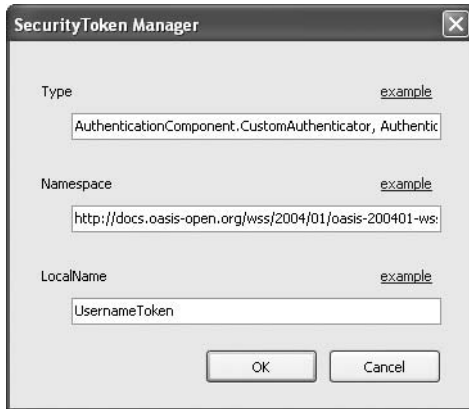 SecurityToken Manager
Type example
AuthenticationComponent.CustomAuthenticator, Authentic
Namespace example
http://docs.oasis-open.org/wss/2004/01/oasis-200401-ws
LocalName example
UsernameToken
OK Cancel